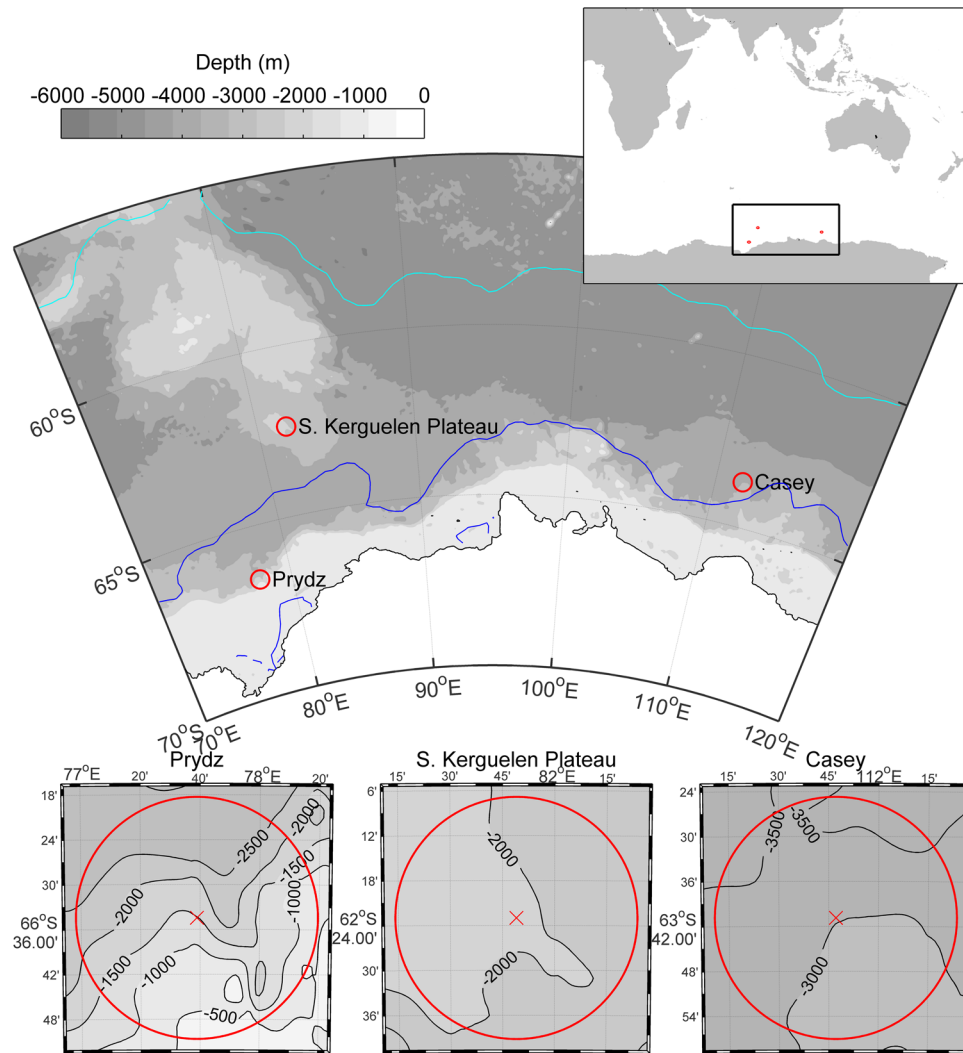 Depth (m)
-6000 -5000 -4000 -3000 -2000 -1000 0
60°S
S. Kerguelen Plateau
Casey
65°S
Prydz
70°S
70°E
80°E
90°E
100°E
110°E
120°E
Prydz
77°E 20' 40' 78°E 20'
18'
24'
30'
66°S
36.00'
42'
48'
-2000
-2500
-1500
-1000
-2000
-1500
-1000
-500
S. Kerguelen Plateau
15' 30' 45' 82°E 15'
6'
12'
18'
62°S
24.00'
30'
36'
-2000
-2000
Casey
15' 30' 45' 112°E 15'
24'
30'
36'
63°S
42.00'
48'
54'
-3500
-3500
-3000